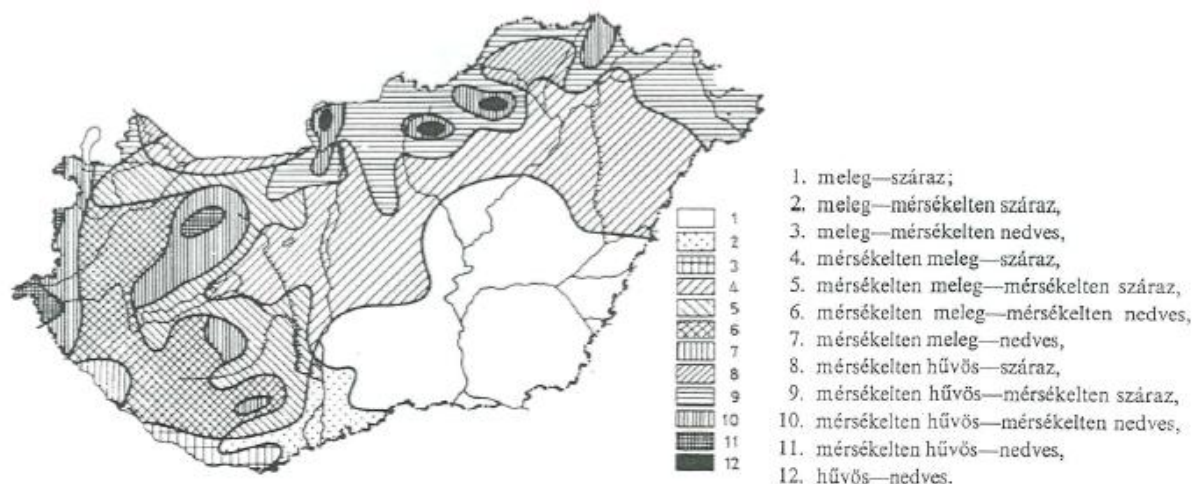 1
2
3
4
5
6
7
8
9
10
11
12
1. meleg—száraz;
2. meleg—mérsékelten száraz,
3. meleg—mérsékelten nedves,
4. mérsékelten meleg—száraz,
5. mérsékelten meleg—mérsékelten száraz,
6. mérsékelten meleg—mérsékelten nedves,
7. mérsékelten meleg—nedves,
8. mérsékelten hűvös—száraz,
9. mérsékelten hűvös—mérsékelten száraz,
10. mérsékelten hűvös—mérsékelten nedves,
11. mérsékelten hűvös—nedves,
12. hűvös—nedves.